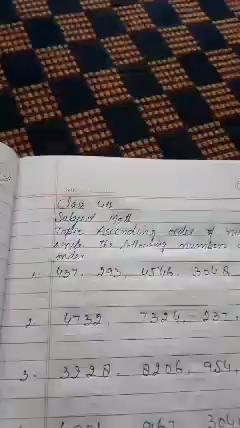 Class 4th
Subject Math
Topic Ascending order of
write the following numbers
order
1. 437, 293, 4546, 3048
2. 4732, 7324, 237,
3. 3328, 8206, 954,